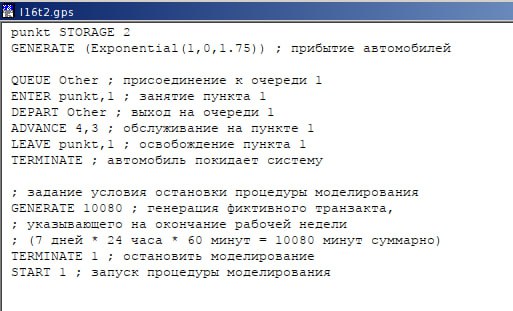 l16t2.gps
punkt STORAGE 2
GENERATE (Exponential(1,0,1.75)) ; прибытие автомобилей
QUEUE Other ; присоединение к очереди 1
ENTER punkt,1 ; занятие пункта 1
DEPART Other ; выход на очереди 1
ADVANCE 4,3 ; обслуживание на пункте 1
LEAVE punkt,1 ; освобождение пункта 1
TERMINATE ; автомобиль покидает систему
; задание условия остановки процедуры моделирования
GENERATE 10080 ; генерация фиктивного транзакта,
; указывающего на окончание рабочей недели
; (7 дней * 24 часа * 60 минут = 10080 минут суммарно)
TERMINATE 1 ; остановить моделирование
START 1 ; запуск процедуры моделирования